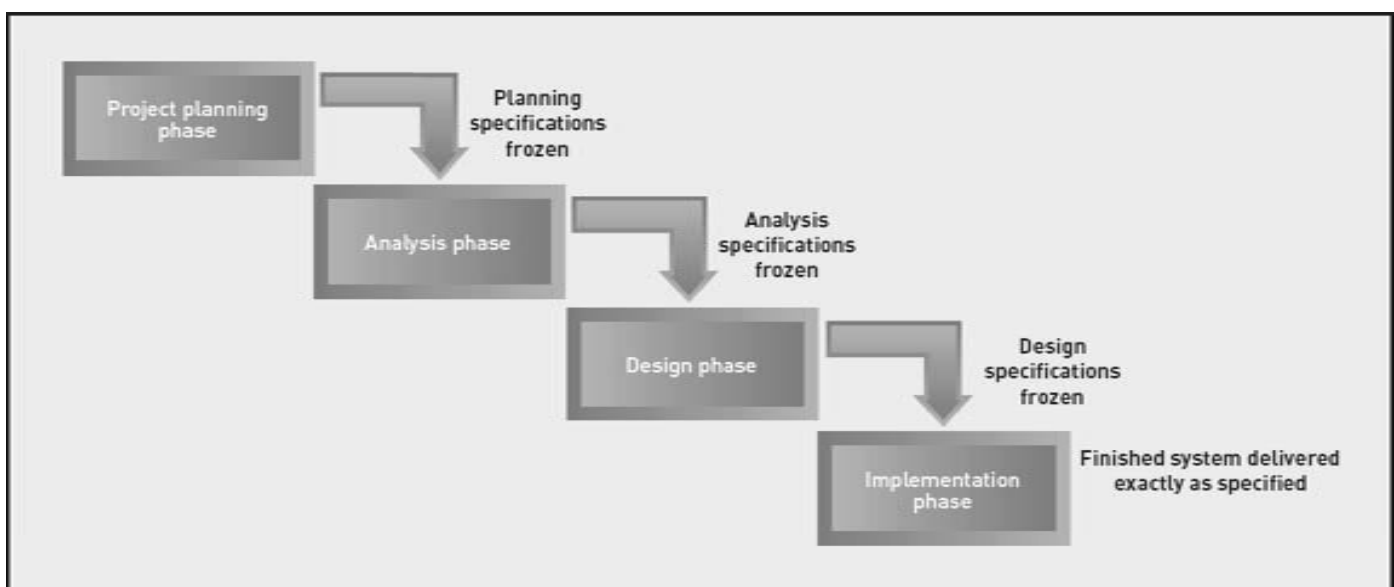 Project planning
phase
Planning
specifications
frozen
Analysis phase
Analysis
specifications
frozen
Design phase
Design
specifications
frozen
Implementation
phase
Finished system delivered
exactly as specified